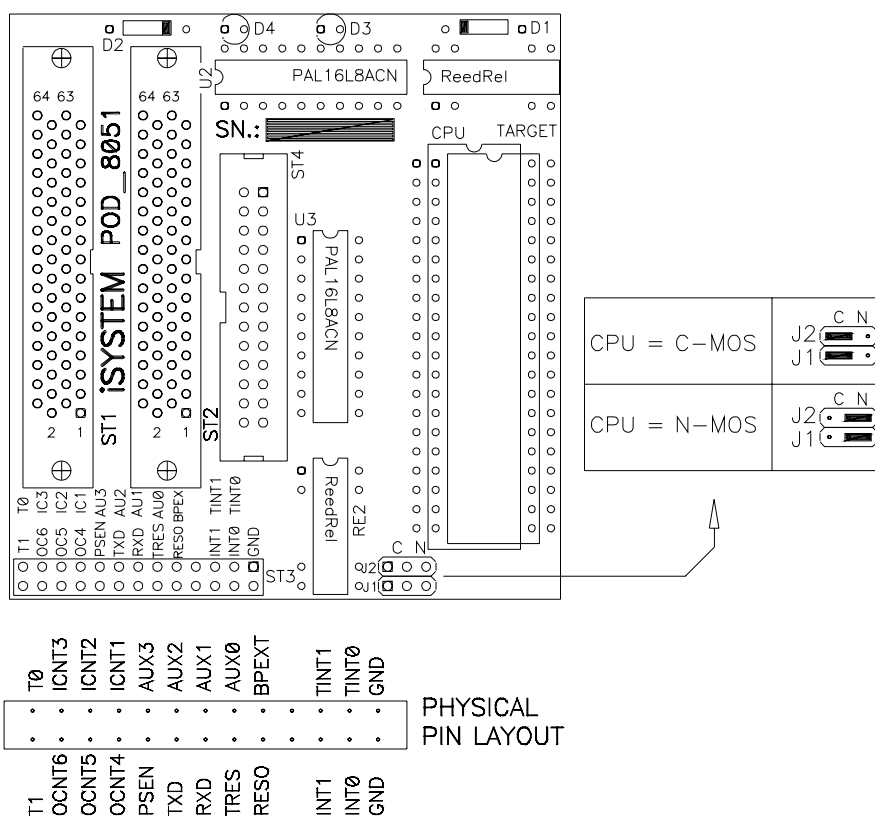 D2
D4
D3
D1
U2
PAL16L8ACN
ReedRel
64 63
64 63
SN.:
CPU
TARGET
ST4
iSYSTEM POD_8051
U3
PAL16L8ACN
2 1
2 1
ST1
ST2
ReedRel
RE2
T0 IC3 IC2 IC1 AU3 AU2 AU1 AU0 BPEX TINT1 TINT0
T1 OC6 OC5 OC4 PSEN TXD RXD TRES RESO INT1 INT0 GND
ST3
C N
J2
J1
CPU = C-MOS
C N
J2
J1
CPU = N-MOS
C N
J2
J1
T0 ICNT3 ICNT2 ICNT1 AUX3 AUX2 AUX1 AUX0 BPEXT TINT1 TINT0 GND
PHYSICAL
PIN LAYOUT
T1 OCNT6 OCNT5 OCNT4 PSEN TXD RXD TRES RESO INT1 INT0 GND